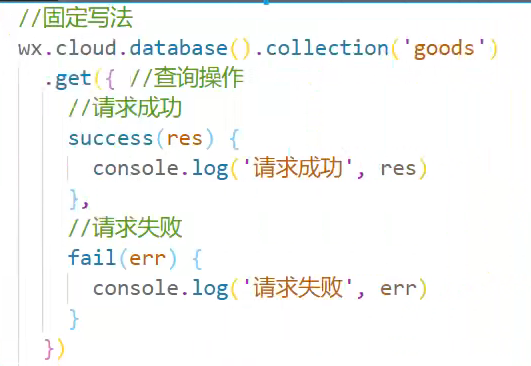 //固定写法
wx.cloud.database().collection('goods')
.get({ //查询操作
//请求成功
success(res) {
console.log('请求成功', res)
},
//请求失败
fail(err) {
console.log('请求失败', err)
}
})